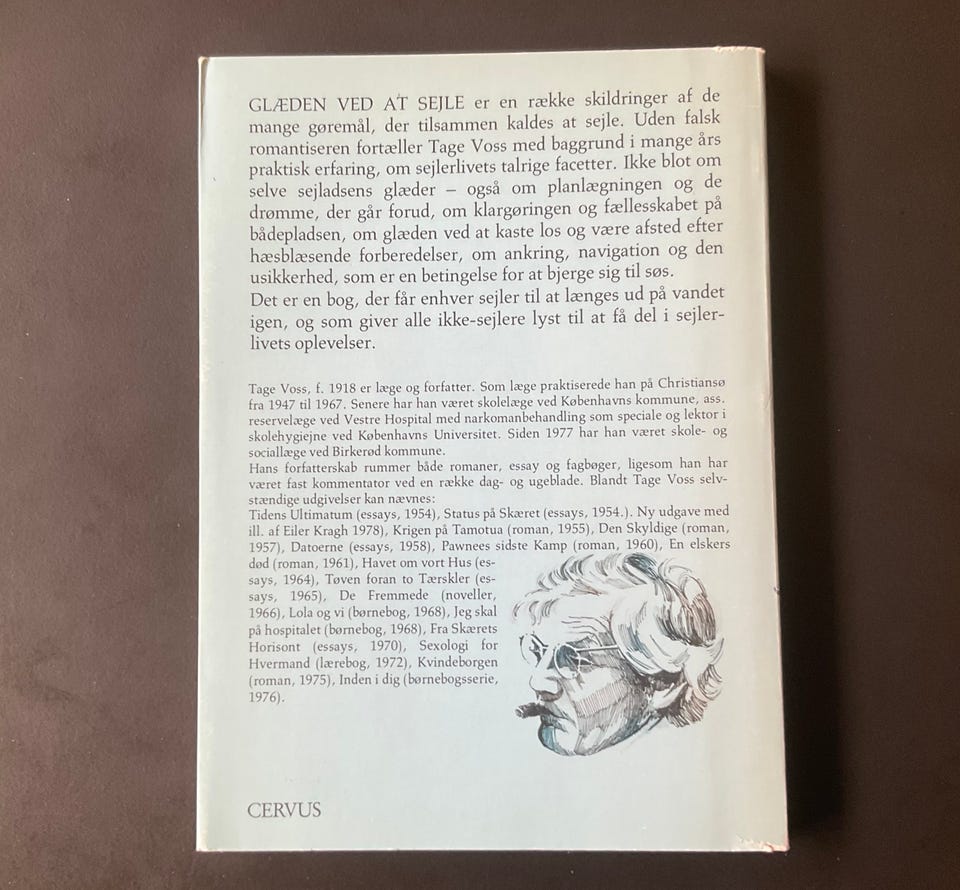 GLÆDEN VED AT SEJLE er en række skildringer af de
mange gøremål, der tilsammen kaldes at sejle. Uden falsk
romantiseren fortæller Tage Voss med baggrund i mange års
praktisk erfaring, om sejlerlivets talrige facetter. Ikke blot om
selve sejladsens glæder – også om planlægningen og de
drømme, der går forud, om klargøringen og fællesskabet på
bådepladsen, om glæden ved at kaste los og være afsted efter
hæsblæsende forberedelser, om ankring, navigation og den
usikkerhed, som er en betingelse for at bjerge sig til søs.
Det er en bog, der får enhver sejler til at længes ud på vandet
igen, og som giver alle ikke-sejlere lyst til at få del i sejler-
livets oplevelser.
Tage Voss, f. 1918 er læge og forfatter. Som læge praktiserede han på Christiansø
fra 1947 til 1967. Senere har han været skolelæge ved Københavns kommune, ass.
reservelæge ved Vestre Hospital med narkomanbehandling som speciale og lektor i
skolehygiejne ved Københavns Universitet. Siden 1977 har han været skole- og
sociallæge ved Birkerød kommune.
Hans forfatterskab rummer både romaner, essay og fagbøger, ligesom han har
været fast kommentator ved en række dag- og ugeblade. Blandt Tage Voss selv-
stændige udgivelser kan nævnes:
Tidens Ultimatum (essays, 1954), Status på Skæret (essays, 1954.). Ny udgave med
ill. af Eiler Kragh 1978), Krigen på Tamotua (roman, 1955), Den Skyldige (roman,
1957), Datoerne (essays, 1958), Pawnees sidste Kamp (roman, 1960), En elskers
død (roman, 1961), Havet om vort Hus (es-
says, 1964), Tøven foran to Tærskler (es-
says, 1965), De Fremmede (noveller,
1966), Lola og vi (børnebog, 1968), Jeg skal
på hospitalet (børnebog, 1968), Fra Skærets
Horisont (essays, 1970), Sexologi for
Hvermand (lærebog, 1972), Kvindeborgen
(roman, 1975), Inden i dig (børnebogsserie,
1976).
CERVUS